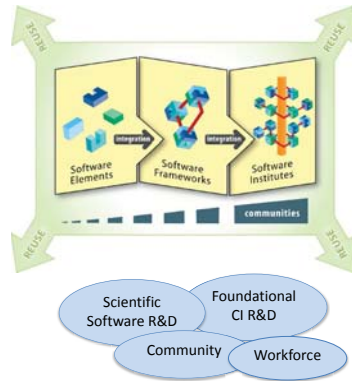 REUSE
REUSE
integration
integration
Software
Elements
Software
Frameworks
Software
Institutes
communities
REUSE
REUSE
Scientific
Software R&D
Foundational
CI R&D
Community
Workforce